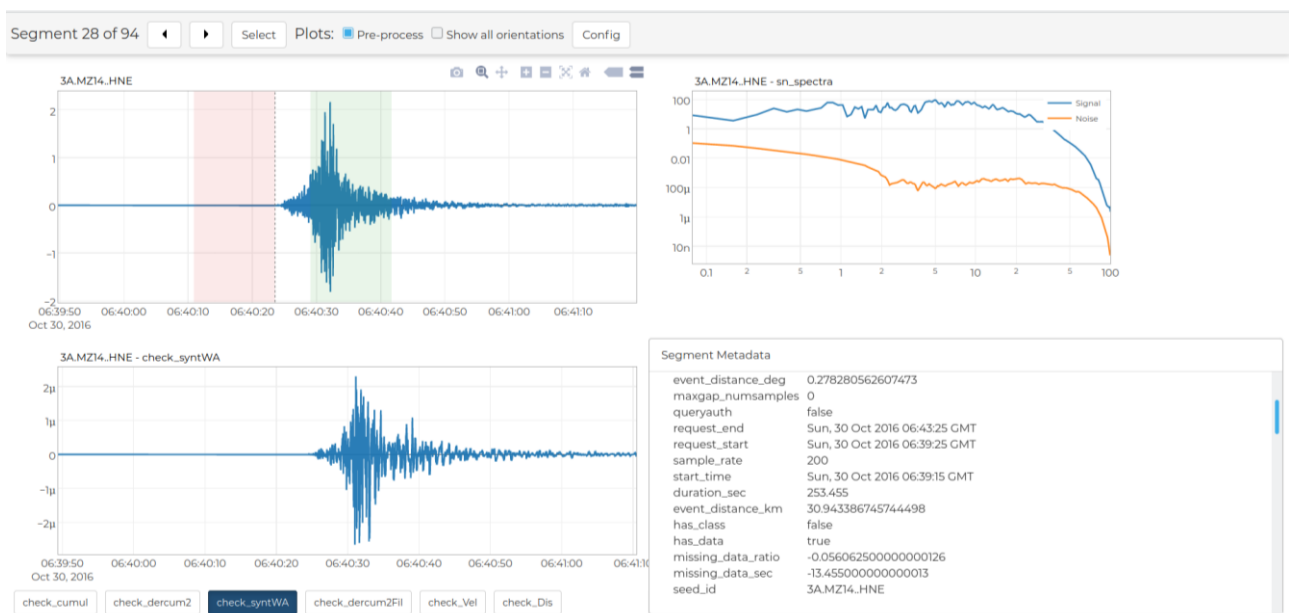 Segment 28 of 94 Select Plots: Pre-process Show all orientations Config
3A.MZ14..HNE
2
1
0
−1
−2
06:39:50 06:40:00 06:40:10 06:40:20 06:40:30 06:40:40 06:40:50 06:41:00 06:41:10
Oct 30, 2016
3A.MZ14..HNE - sn_spectra
Signal
Noise
100
1
0.01
100μ
1μ
10n
0.1 2 5 1 2 5 10 2 5 100
3A.MZ14..HNE - check_syntWA
2μ
1μ
0
−1μ
−2μ
06:39:50 06:40:00 06:40:10 06:40:20 06:40:30 06:40:40 06:40:50 06:41:00 06:41:10
Oct 30, 2016
check_cumul check_dercum2 check_syntWA check_dercum2Fil check_Vel check_Dis
Segment Metadata
event_distance_deg 0.278280562607473
maxgap_numsamples 0
queryauth false
request_end Sun, 30 Oct 2016 06:43:25 GMT
request_start Sun, 30 Oct 2016 06:39:25 GMT
sample_rate 200
start_time Sun, 30 Oct 2016 06:39:15 GMT
duration_sec 253.455
event_distance_km 30.943386745744498
has_class false
has_data true
missing_data_ratio -0.056062500000000126
missing_data_sec -13.455000000000013
seed_id 3A.MZ14..HNE